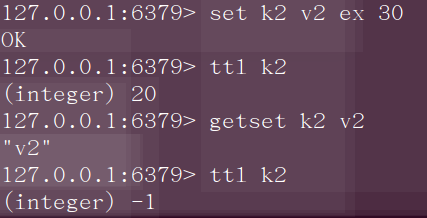 127.0.0.1:6379> set k2 v2 ex 30
OK
127.0.0.1:6379> ttl k2
(integer) 20
127.0.0.1:6379> getset k2 v2
"v2"
127.0.0.1:6379> ttl k2
(integer) -1